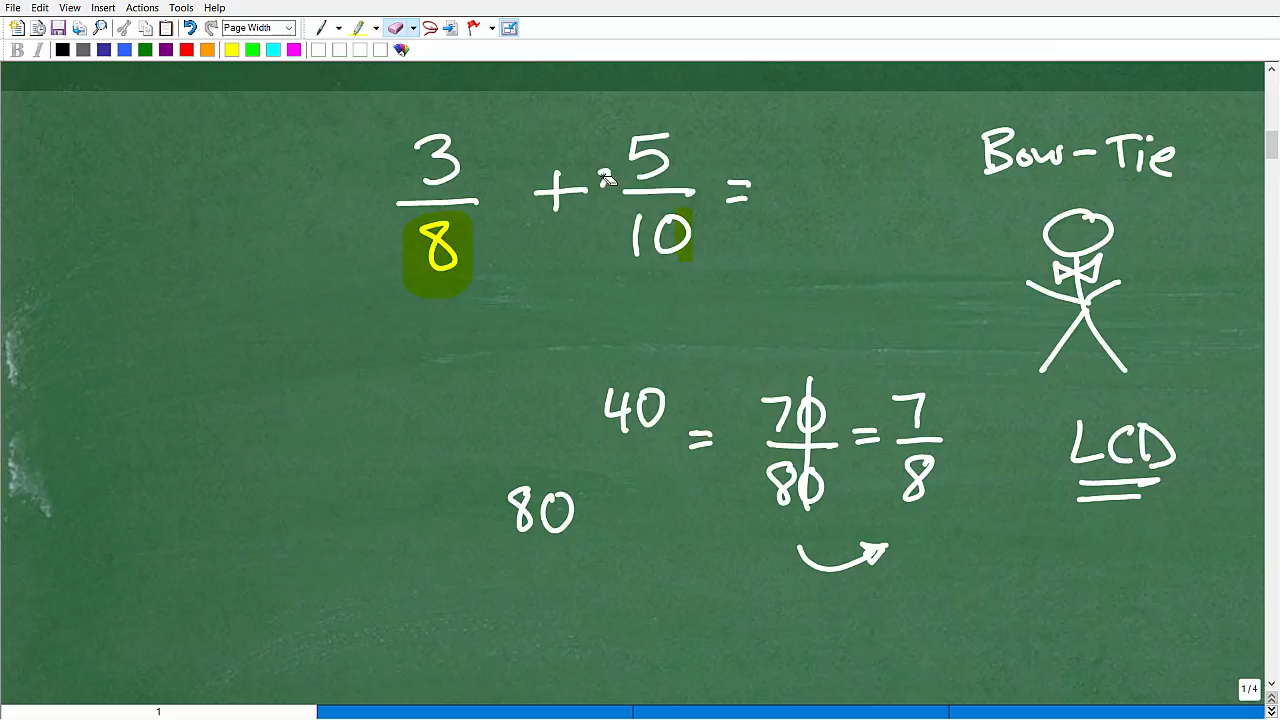 File Edit View Insert Actions Tools Help
Page Width
B I
3/8 + 5/10 =
Bow-Tie
40 = 70/80 = 7/8
LCD
80
1/4
1